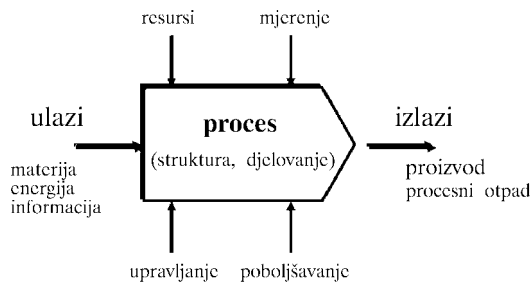 resursi mjerenje
ulazi
materija
energija
informacija
proces
(struktura, djelovanje)
izlazi
proizvod
procesni otpad
upravljanje poboljšavanje